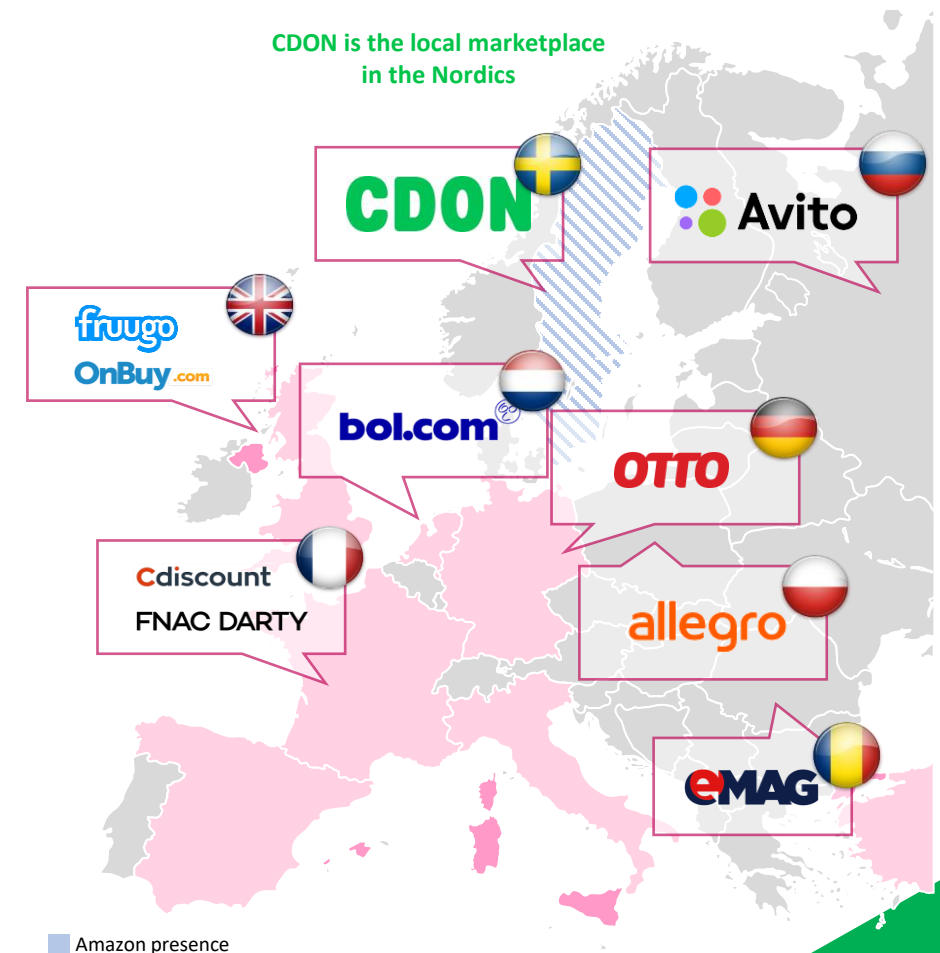 CDON is the local marketplace
in the Nordics
CDON
Avito
fruugo
OnBuy.com
bol.com
OTTO
Cdiscount
FNAC DARTY
allegro
eMAG
Amazon presence